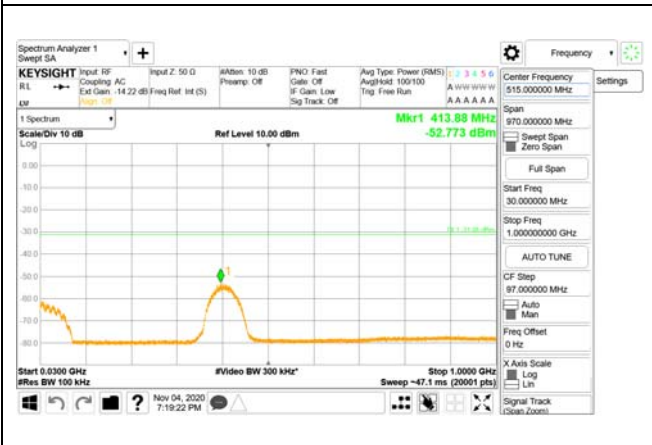 Spectrum Analyzer 1
Swept SA
+
Frequency
KEYSIGHT
RL
Input: RF
Coupling: AC
Ext Gain: -14.22 dB
Align: Off
Input Z: 50 Ω
Freq Ref: Int (S)
#Atten: 10 dB
Preamp: Off
PNO: Fast
Gate: Off
IF Gain: Low
Sig Track: Off
Avg Type: Power (RMS)
Avg|Hold: 100/100
Trig: Free Run
1 2 3 4 5 6
A W W W W W
A A A A A A
Center Frequency
515.000000 MHz
Settings
Span
970.000000 MHz
Swept Span
Zero Span
Full Span
Start Freq
30.000000 MHz
Stop Freq
1.000000000 GHz
AUTO TUNE
CF Step
97.000000 MHz
Auto
Man
Freq Offset
0 Hz
X Axis Scale
Log
Lin
Signal Track
(Span Zoom)
1 Spectrum
Scale/Div 10 dB
Log
Ref Level 10.00 dBm
Mkr1 413.88 MHz
-52.773 dBm
0.00
-10.0
-20.0
-30.0
-40.0
-50.0
-60.0
-70.0
-80.0
1
Start 0.0300 GHz
#Res BW 100 kHz
#Video BW 300 kHz*
Stop 1.0000 GHz
Sweep ~47.1 ms (20001 pts)
?
Nov 04, 2020
7:19:22 PM